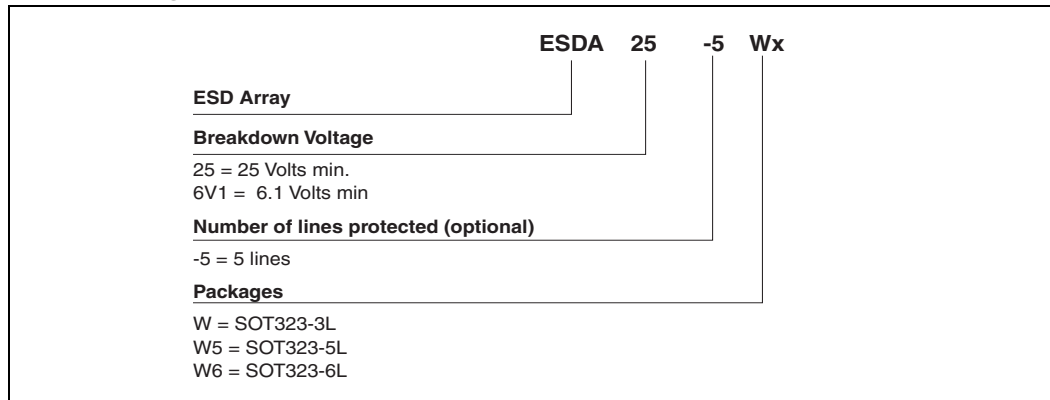 ESDA 25 -5 Wx
ESD Array
Breakdown Voltage
25 = 25 Volts min.
6V1 = 6.1 Volts min
Number of lines protected (optional)
-5 = 5 lines
Packages
W = SOT323-3L
W5 = SOT323-5L
W6 = SOT323-6L